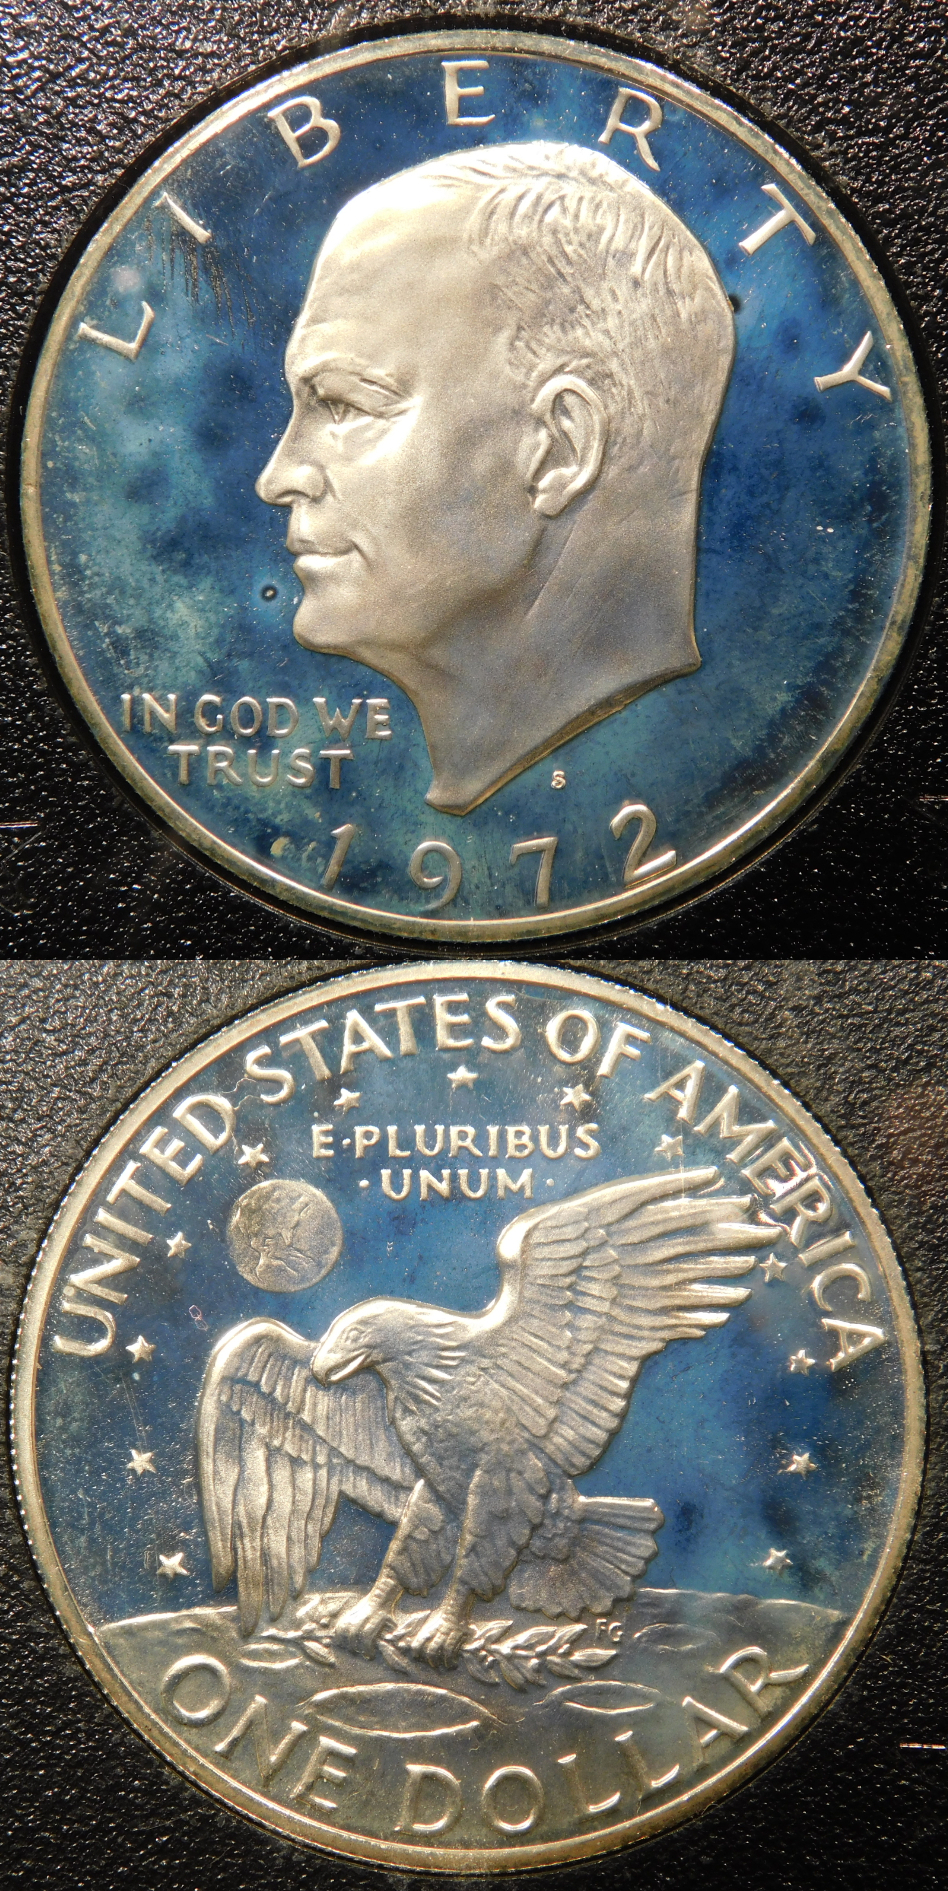 LIBERTY
IN GOD WE
TRUST
S
1972
UNITED STATES OF AMERICA
E·PLURIBUS
·UNUM·
FG
ONE DOLLAR